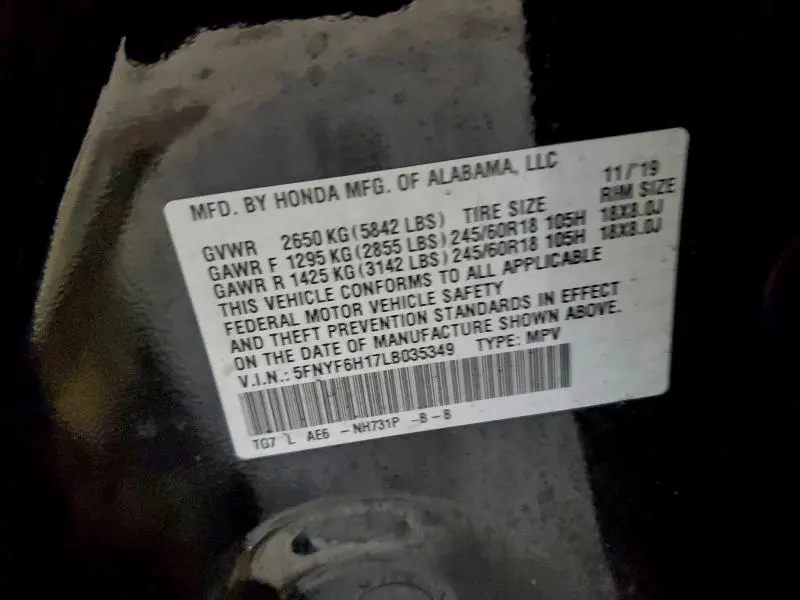 MFD. BY HONDA MFG. OF ALABAMA, LLC 11/'19
GVWR 2650 KG (5842 LBS) TIRE SIZE RIM SIZE
GAWR F 1295 KG (2855 LBS) 245/60R18 105H 18X8.0J
GAWR R 1425 KG (3142 LBS) 245/60R18 105H 18X8.0J
THIS VEHICLE CONFORMS TO ALL APPLICABLE
FEDERAL MOTOR VEHICLE SAFETY
AND THEFT PREVENTION STANDARDS IN EFFECT
ON THE DATE OF MANUFACTURE SHOWN ABOVE.
V.I.N.: 5FNYF6H17LB035349 TYPE: MPV
TG7 L AE6 -NH731P -B-B